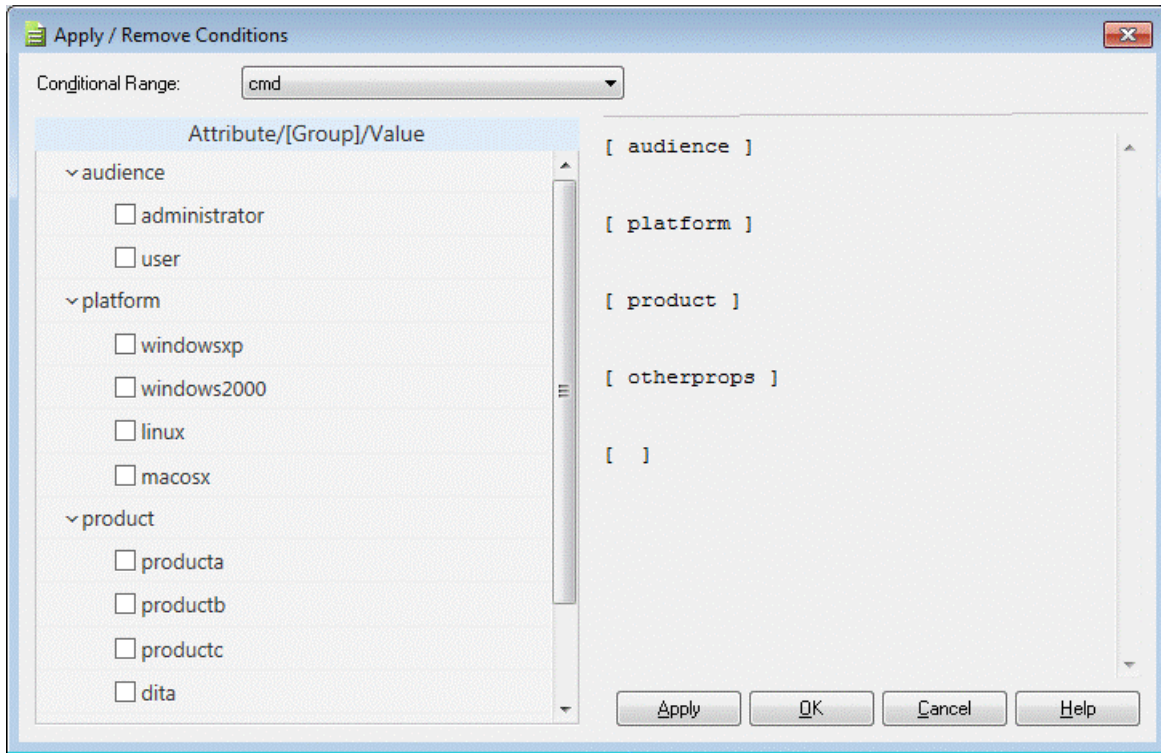 Apply / Remove Conditions
Conditional Range: cmd
Attribute/[Group]/Value
audience
administrator
user
platform
windowsxp
windows2000
linux
macosx
product
producta
productb
productc
dita
[ audience ]
[ platform ]
[ product ]
[ otherprops ]
[  ]
Apply OK Cancel Help